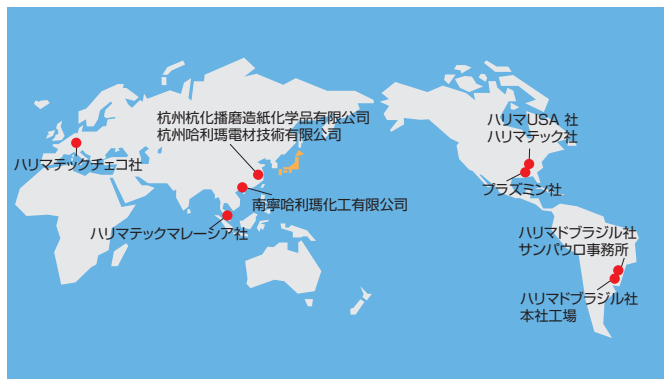 杭州杭化播磨造紙化学品有限公司
杭州哈利瑪電材技術有限公司
ハリマテックチェコ社
南寧哈利瑪化工有限公司
ハリマテックマレーシア社
ハリマUSA 社
ハリマテック社
プラズミン社
ハリマドブラジル社
サンパウロ事務所
ハリマドブラジル社
本社工場